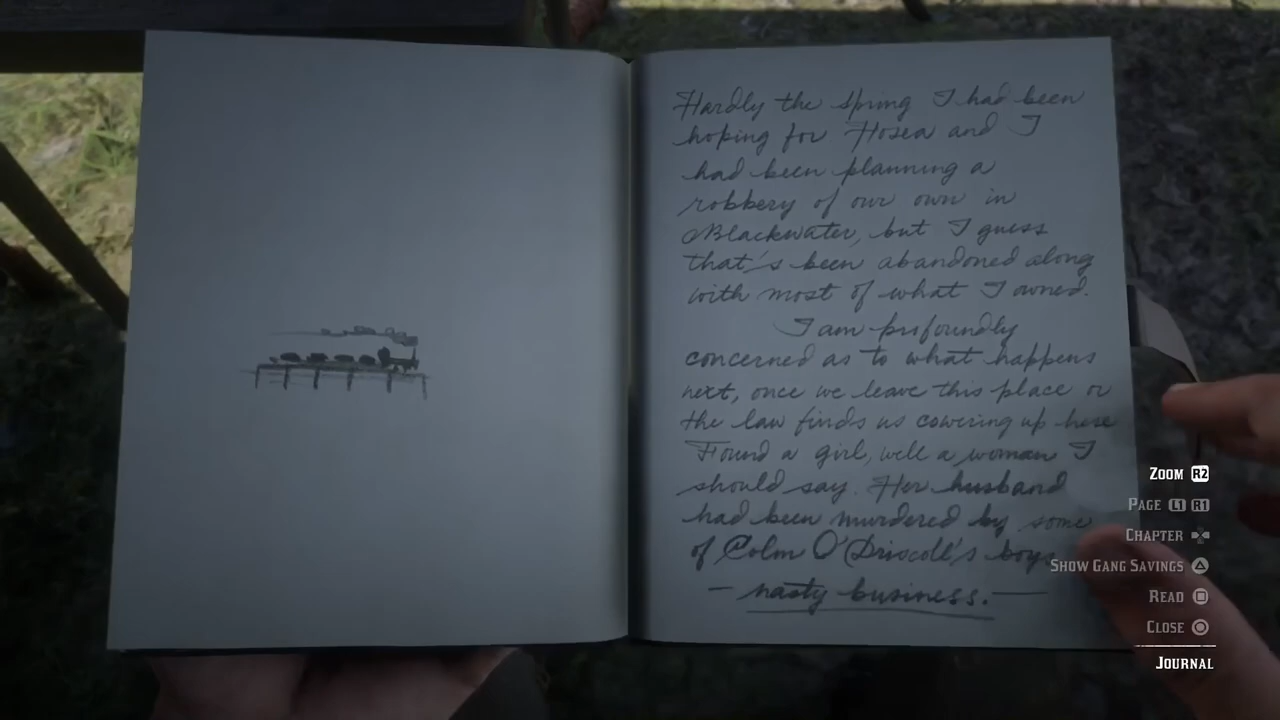 Hardly the spring I had been
hoping for Hosea and I
had been planning a
robbery of our own in
Blackwater, but I guess
that's been abandoned along
with most of what I owned.
I am profoundly
concerned as to what happens
next, once we leave this place or
the law finds us cowering up here
Found a girl, well a woman I
should say. Her husband
had been murdered by some
of Colm O'Driscoll's boys
— nasty business. —
ZOOM R2
PAGE L1 R1
CHAPTER
SHOW GANG SAVINGS
READ
CLOSE
JOURNAL